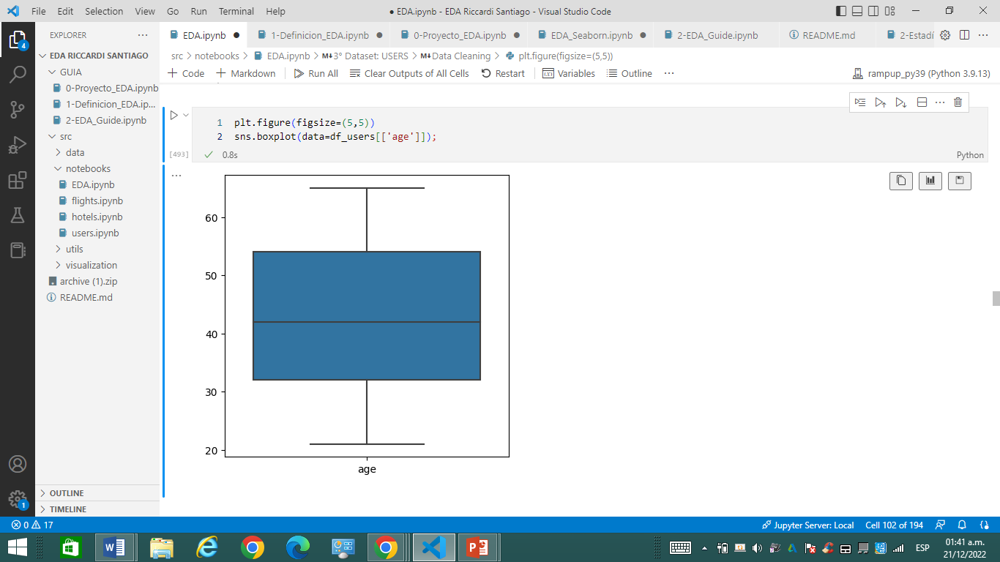 File Edit Selection View Go Run Terminal Help ● EDA.ipynb - EDA Riccardi Santiago - Visual Studio Code
EXPLORER ···
EDA.ipynb ● 1-Definicion_EDA.ipynb ● 0-Proyecto_EDA.ipynb ● EDA_Seaborn.ipynb ● 2-EDA_Guide.ipynb README.md 2-Estadí ···
EDA RICCARDI SANTIAGO
GUIA
0-Proyecto_EDA.ipynb
1-Definicion_EDA.ip...
2-EDA_Guide.ipynb
src
data
notebooks
EDA.ipynb
flights.ipynb
hotels.ipynb
users.ipynb
utils
visualization
archive (1).zip
README.md
OUTLINE
TIMELINE
4
1
src > notebooks > EDA.ipynb > M↓3° Dataset: USERS > M↓Data Cleaning > plt.figure(figsize=(5,5))
+ Code + Markdown Run All Clear Outputs of All Cells Restart Variables Outline ··· rampup_py39 (Python 3.9.13)
1 plt.figure(figsize=(5,5))
2 sns.boxplot(data=df_users[['age']]);
[493] ✓ 0.8s Python
60
50
40
30
20
age
0 17 Jupyter Server: Local Cell 102 of 194
ESP
01:41 a.m.
21/12/2022